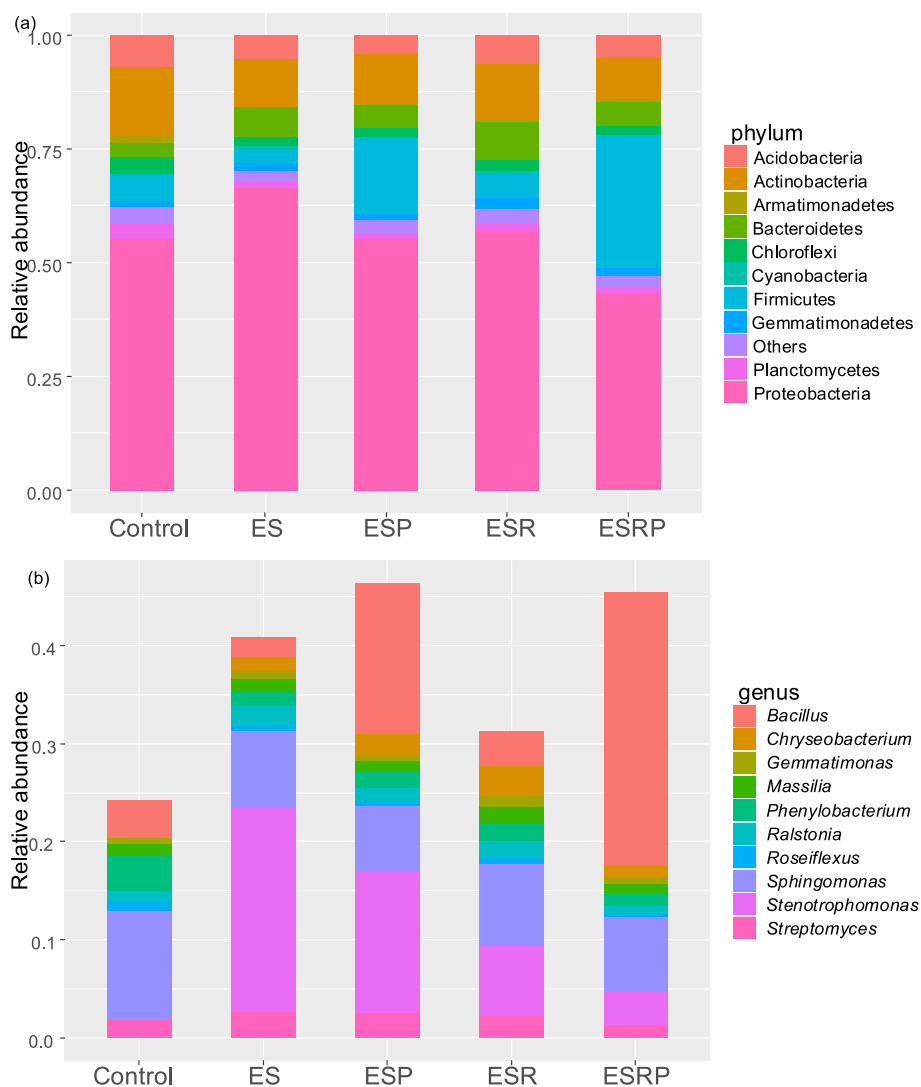 (a)
1.00
0.75
0.50
0.25
0.00
Relative abundance
Control ES ESP ESR ESRP
phylum
Acidobacteria
Actinobacteria
Armatimonadetes
Bacteroidetes
Chloroflexi
Cyanobacteria
Firmicutes
Gemmatimonadetes
Others
Planctomycetes
Proteobacteria
(b)
0.4
0.3
0.2
0.1
0.0
Relative abundance
Control ES ESP ESR ESRP
genus
Bacillus
Chryseobacterium
Gemmatimonas
Massilia
Phenylobacterium
Ralstonia
Roseiflexus
Sphingomonas
Stenotrophomonas
Streptomyces